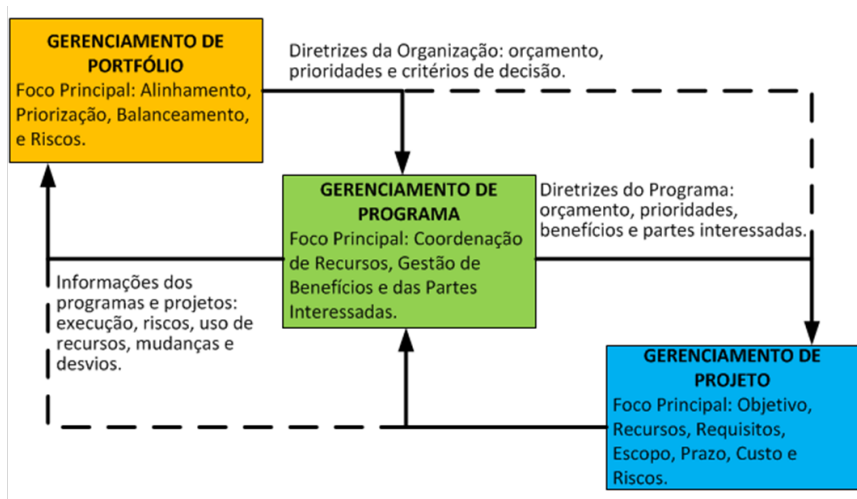 GERENCIAMENTO DE
PORTFÓLIO
Foco Principal: Alinhamento,
Priorização, Balanceamento,
e Riscos.
Diretrizes da Organização: orçamento,
prioridades e critérios de decisão.
GERENCIAMENTO DE
PROGRAMA
Foco Principal: Coordenação
de Recursos, Gestão de
Benefícios e das Partes
Interessadas.
Diretrizes do Programa:
orçamento, prioridades,
benefícios e partes interessadas.
Informações dos
programas e projetos:
execução, riscos, uso de
recursos, mudanças e
desvios.
GERENCIAMENTO DE
PROJETO
Foco Principal: Objetivo,
Recursos, Requisitos,
Escopo, Prazo, Custo e
Riscos.